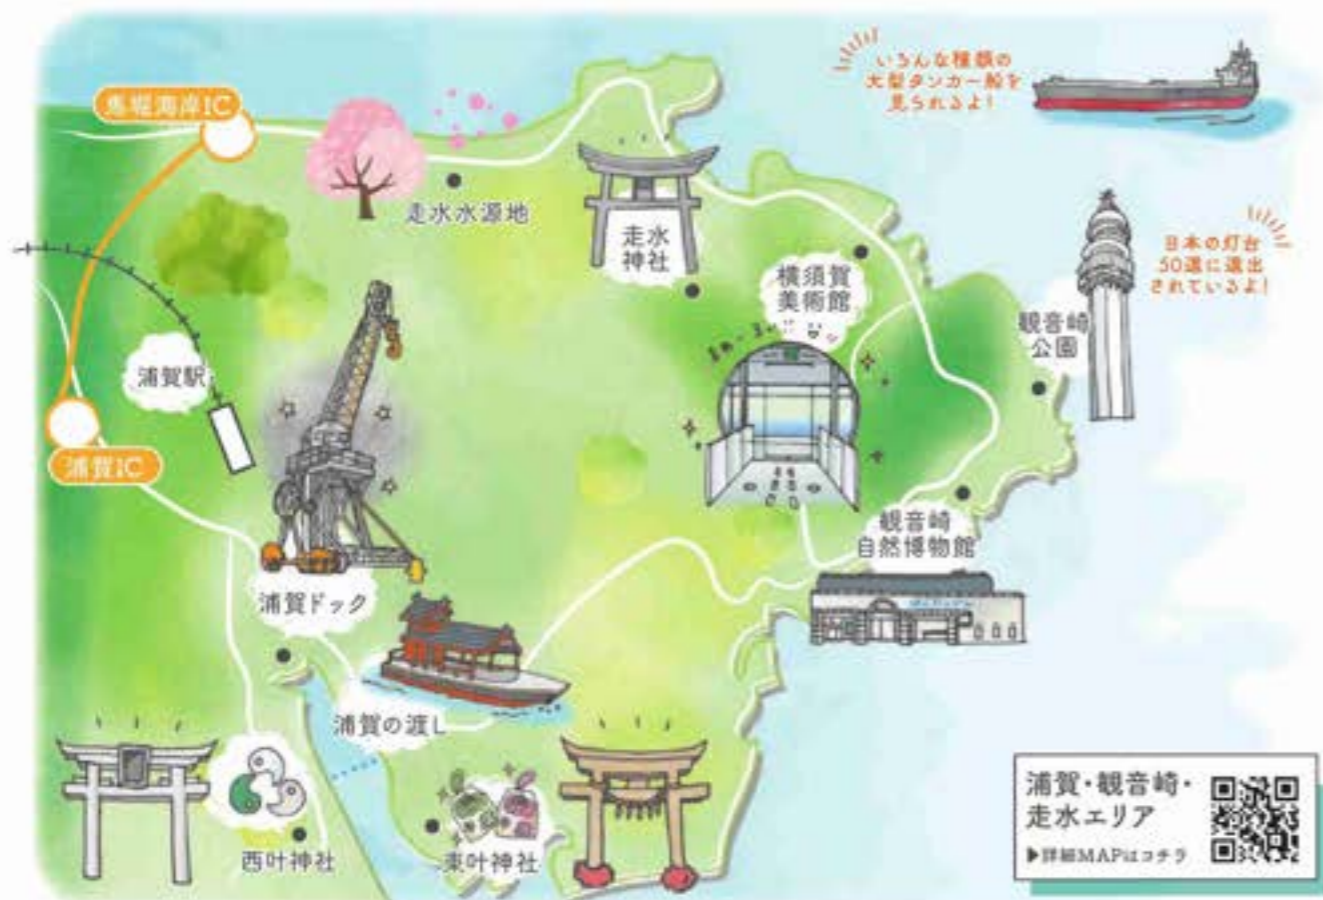 いろんな種類の
大型タンカー船を
見られるよ!
馬堀海岸IC
走水水源地
走水
神社
横須賀
美術館
日本の灯台
50選に選出
されているよ!
観音崎
公園
浦賀駅
浦賀IC
観音崎
自然博物館
浦賀ドック
浦賀の渡し
西叶神社
東叶神社
浦賀・観音崎・
走水エリア
▶詳細MAPはコチラ